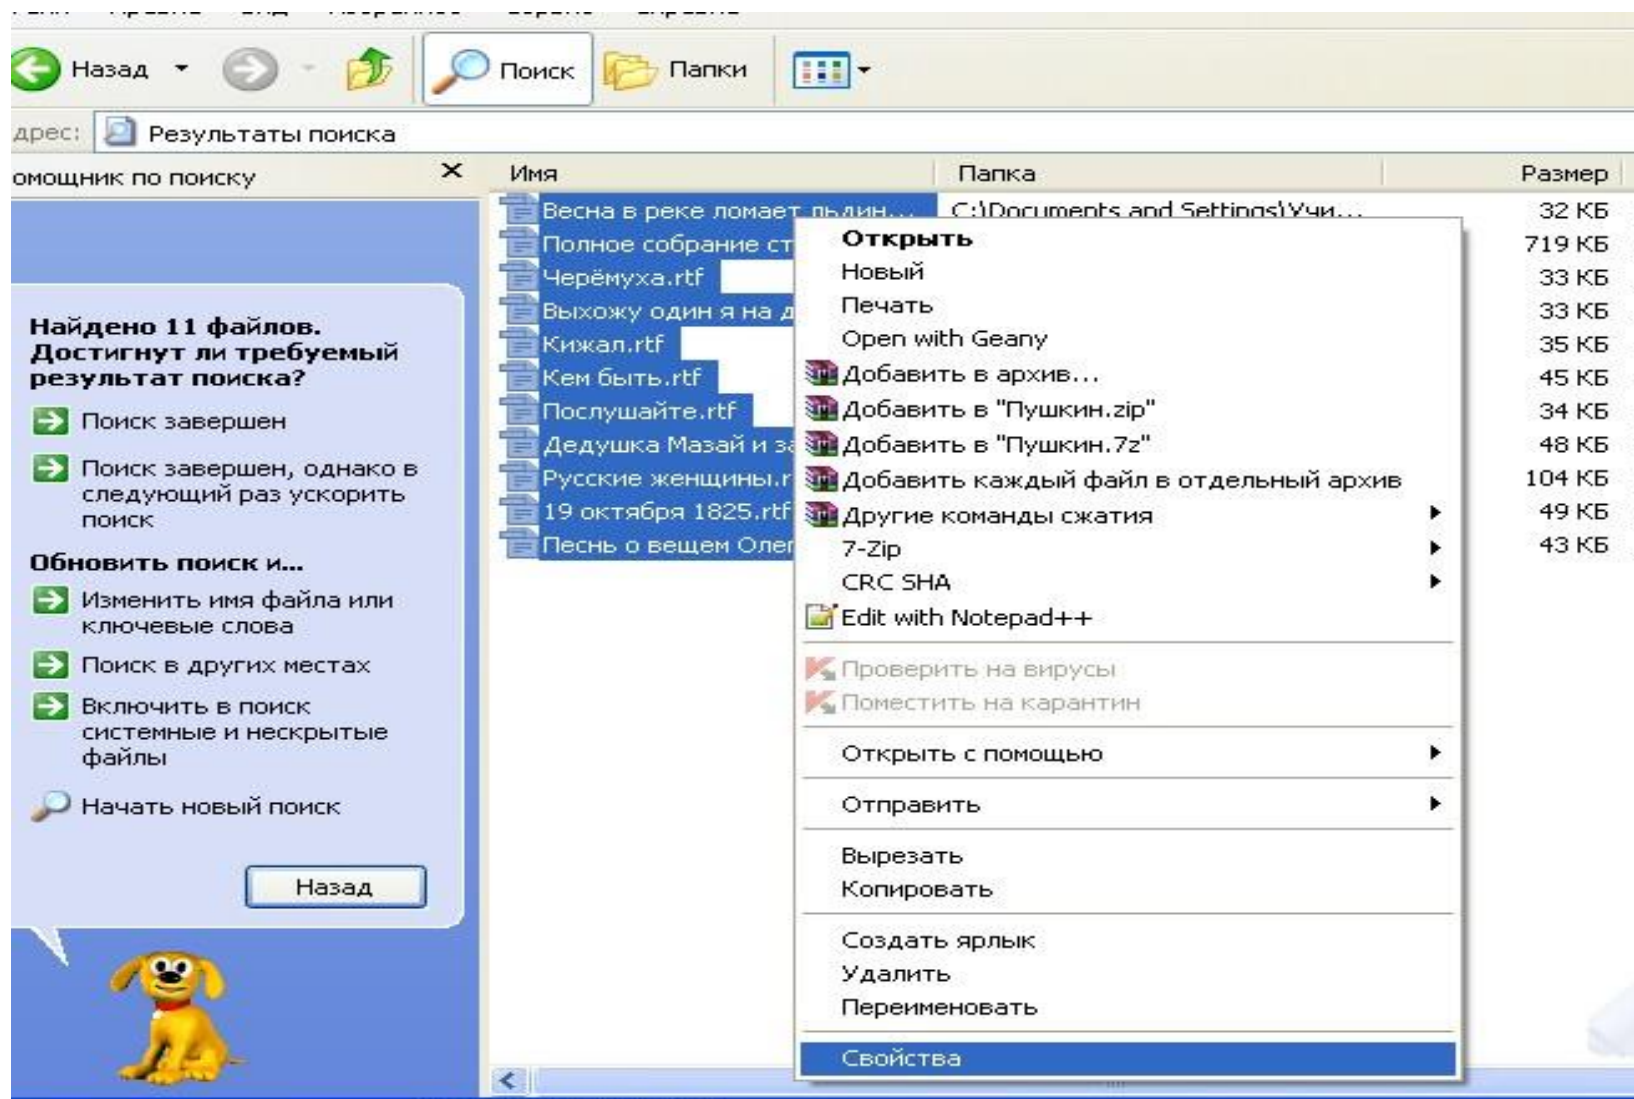 Назад
Поиск
Папки
дрес:
Результаты поиска
омощник по поиску
Имя
Папка
Размер
Весна в реке ломает льдин...
C:\Documents and Settings\Учи...
32 КБ
Полное собрание ст
719 КБ
Черёмуха.rtf
33 КБ
Выхожу один я на д
33 КБ
Кижал.rtf
35 КБ
Кем быть.rtf
45 КБ
Послушайте.rtf
34 КБ
Дедушка Мазай и за
48 КБ
Русские женщины.r
104 КБ
19 октября 1825.rtf
49 КБ
Песнь о вещем Олег
43 КБ
Найдено 11 файлов.
Достигнут ли требуемый
результат поиска?
Поиск завершен
Поиск завершен, однако в
следующий раз ускорить
поиск
Обновить поиск и...
Изменить имя файла или
ключевые слова
Поиск в других местах
Включить в поиск
системные и нескрытые
файлы
Начать новый поиск
Назад
Открыть
Новый
Печать
Open with Geany
Добавить в архив...
Добавить в "Пушкин.zip"
Добавить в "Пушкин.7z"
Добавить каждый файл в отдельный архив
Другие команды сжатия
7-Zip
CRC SHA
Edit with Notepad++
Проверить на вирусы
Поместить на карантин
Открыть с помощью
Отправить
Вырезать
Копировать
Создать ярлык
Удалить
Переименовать
Свойства